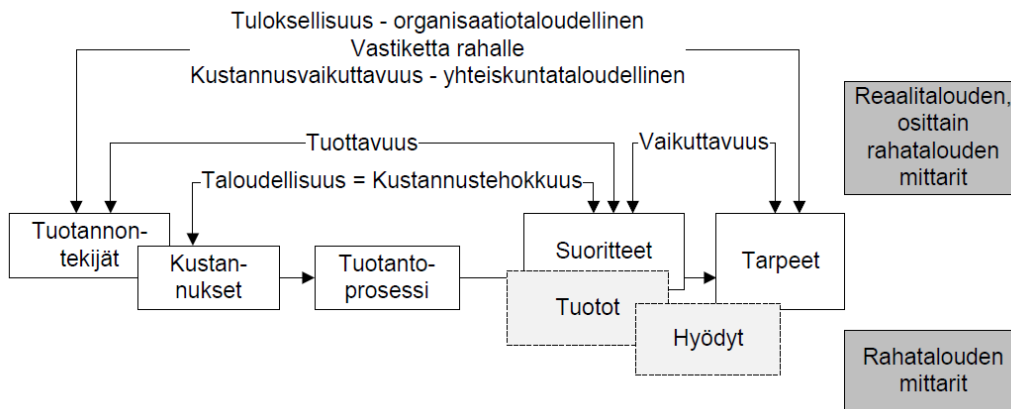 Tuloksellisuus - organisaatiotaloudellinen
Vastiketta rahalle
Kustannusvaikuttavuus - yhteiskuntataloudellinen
Reaalitalouden,
osittain
rahatalouden
mittarit
Tuottavuus
Vaikuttavuus
Taloudellisuus = Kustannustehokkuus
Tuotannon-
tekijät
Kustan-
nukset
Tuotanto-
prosessi
Suoritteet
Tuotot
Hyödyt
Tarpeet
Rahatalouden
mittarit